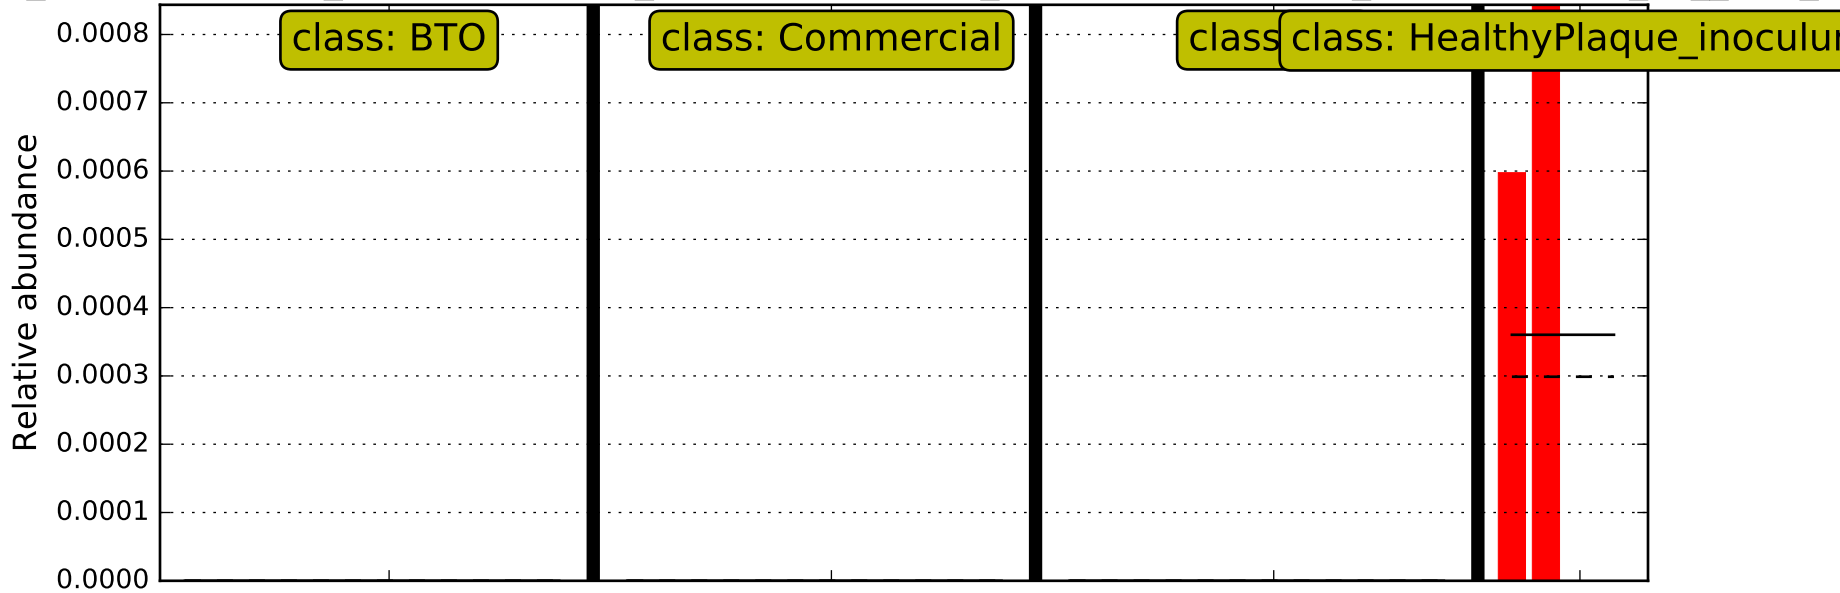 0.0008
0.0007
0.0006
0.0005
0.0004
0.0003
0.0002
0.0001
0.0000
Relative abundance
class: BTO
class: Commercial
class
class: HealthyPlaque_inoculu